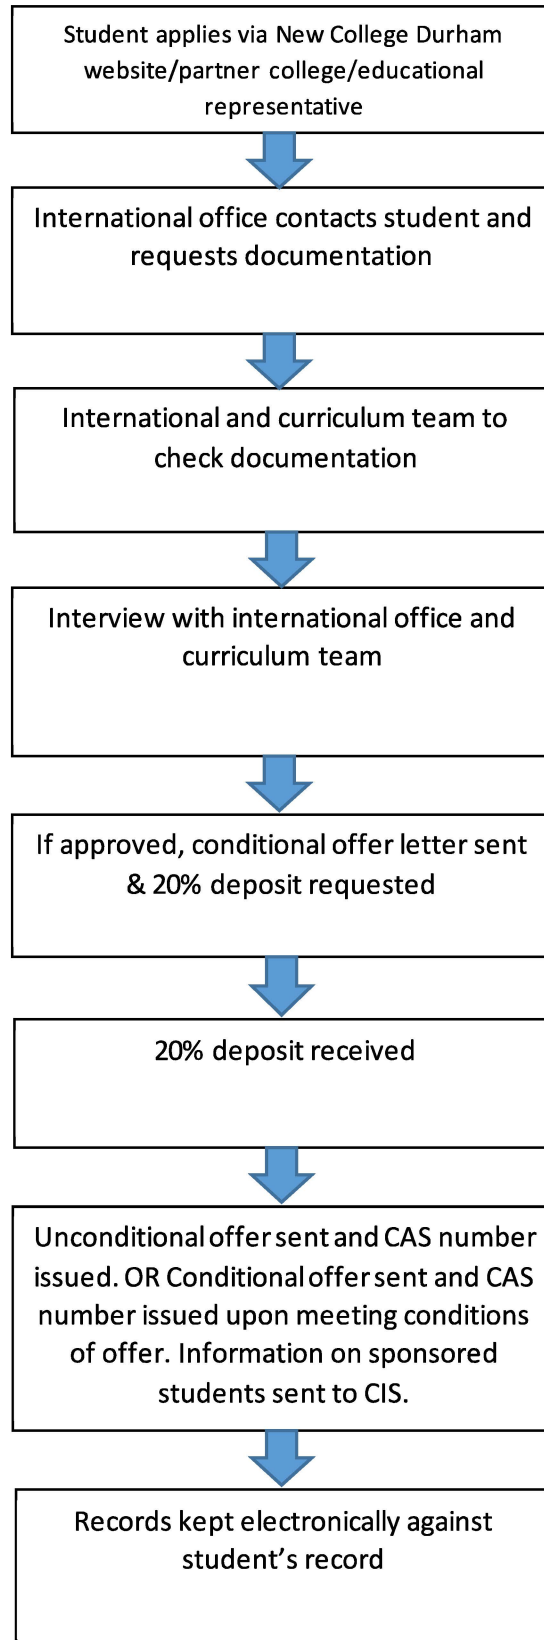 Student applies via New College Durham
website/partner college/educational
representative
International office contacts student and
requests documentation
International and curriculum team to
check documentation
Interview with international office and
curriculum team
If approved, conditional offer letter sent
& 20% deposit requested
20% deposit received
Unconditional offer sent and CAS number
issued. OR Conditional offer sent and CAS
number issued upon meeting conditions
of offer. Information on sponsored
students sent to CIS.
Records kept electronically against
student’s record